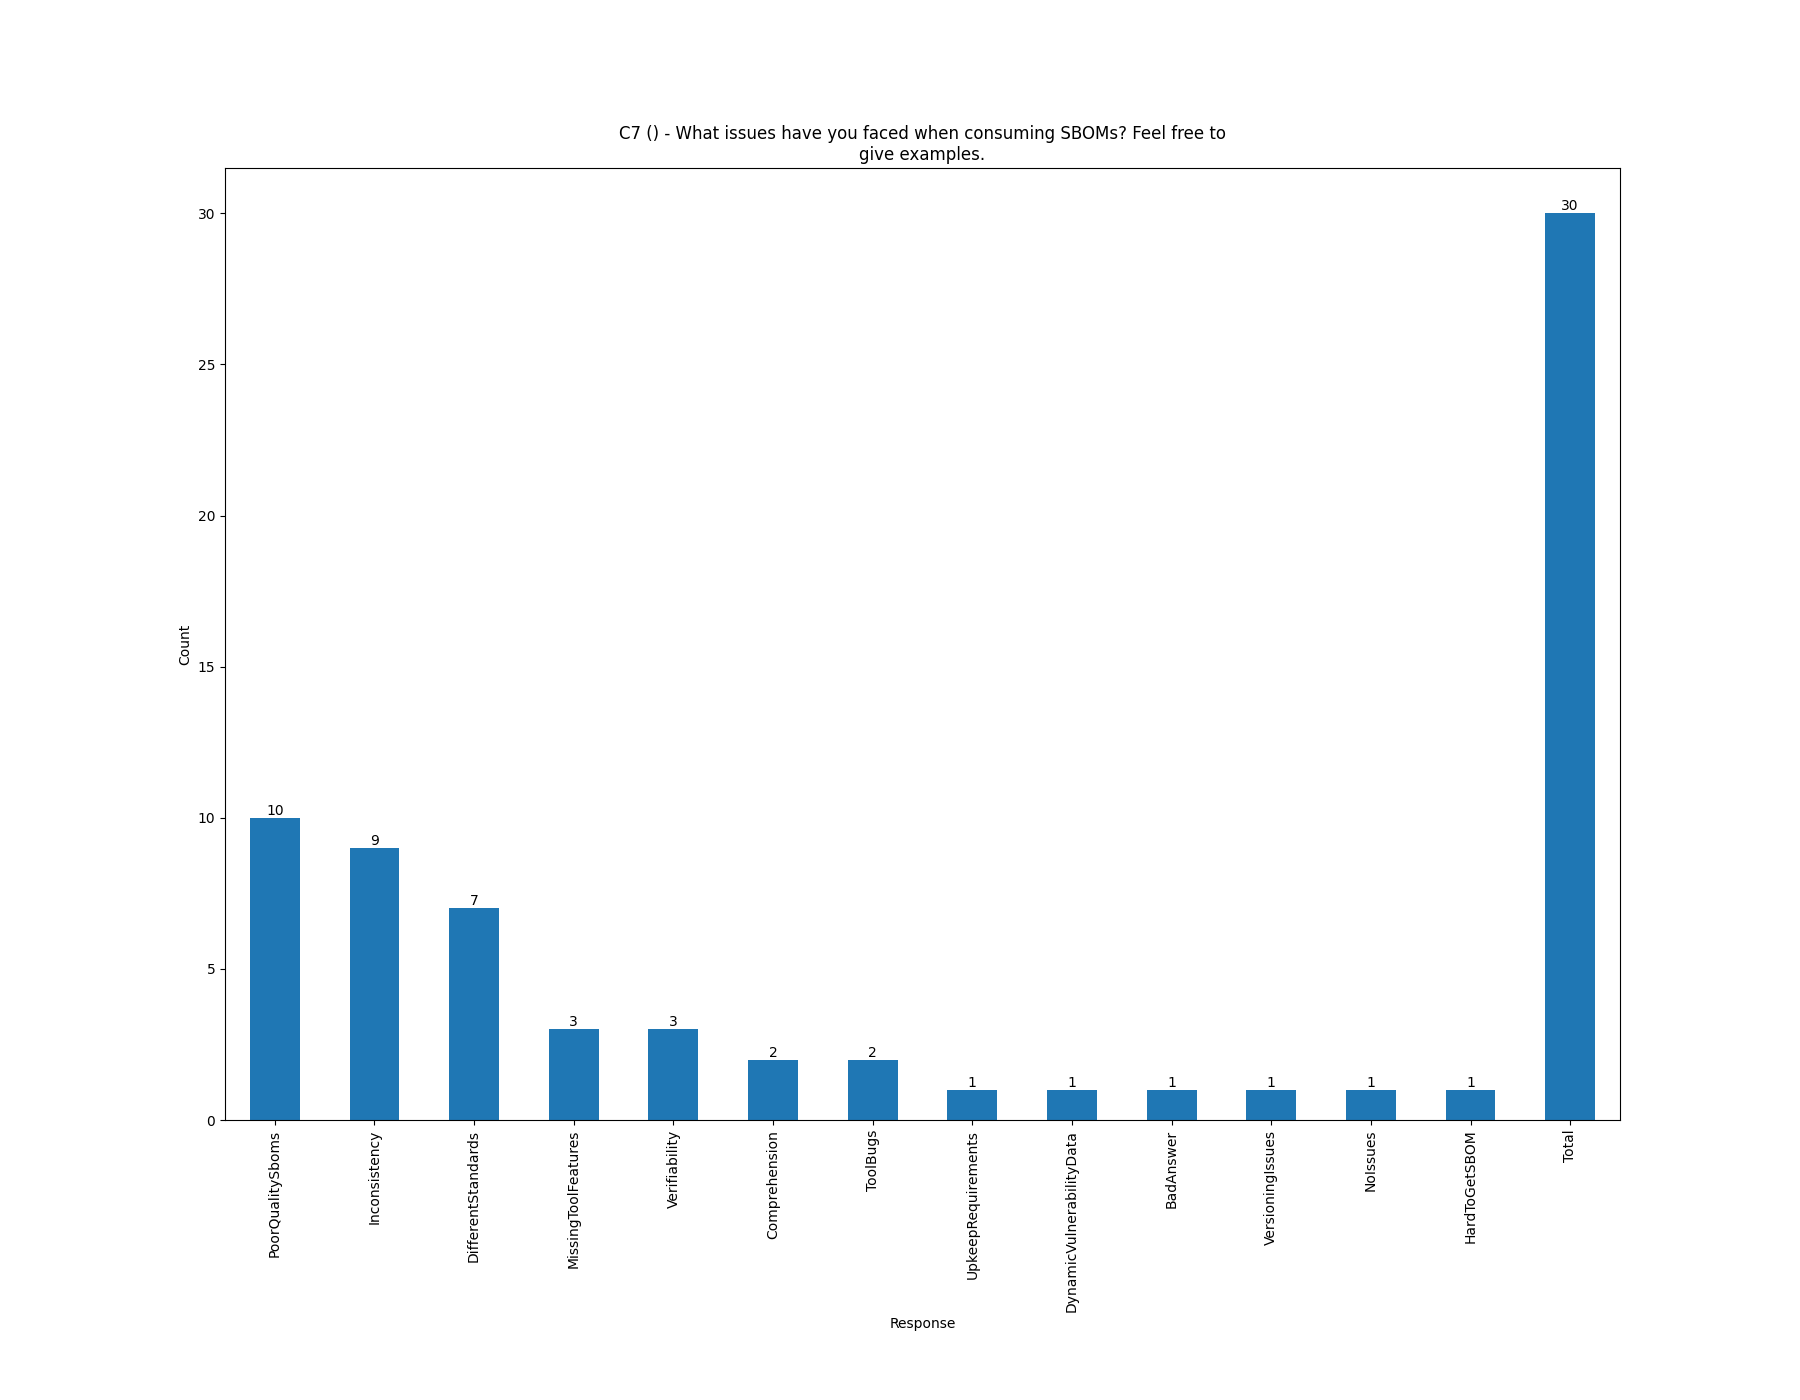 C7 () - What issues have you faced when consuming SBOMs? Feel free to
give examples.
Count
30
25
20
15
10
5
0
10
9
7
3
3
2
2
1
1
1
1
1
1
30
PoorQualitySboms
Inconsistency
DifferentStandards
MissingToolFeatures
Verifiability
Comprehension
ToolBugs
UpkeepRequirements
DynamicVulnerabilityData
BadAnswer
VersioningIssues
NoIssues
HardToGetSBOM
Total
Response